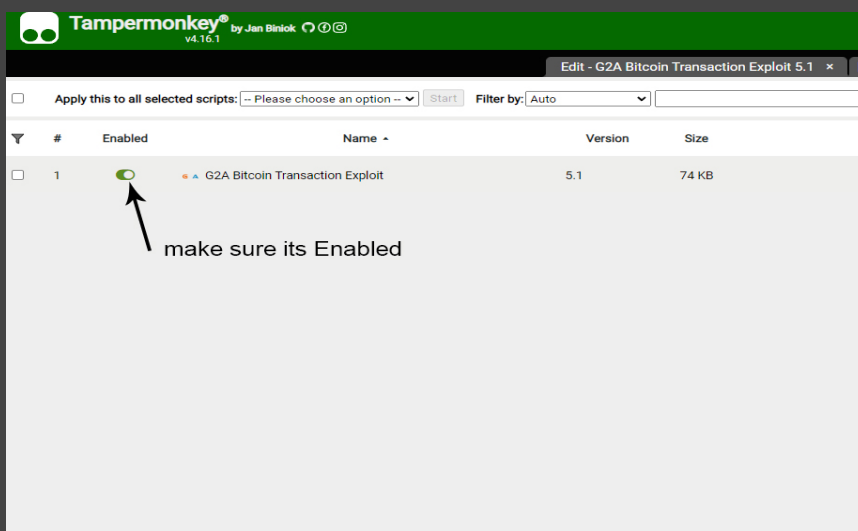 Tampermonkey® by Jan Biniok
v4.16.1
Edit - G2A Bitcoin Transaction Exploit 5.1 ×
Apply this to all selected scripts: -- Please choose an option -- Start Filter by: Auto
# Enabled Name Version Size
1 G2A Bitcoin Transaction Exploit 5.1 74 KB
make sure its Enabled